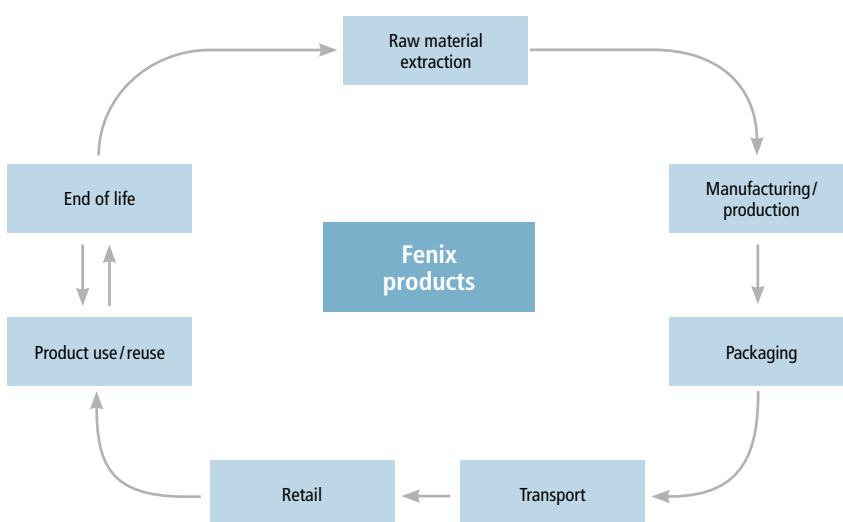 Raw material
extraction
Manufacturing/
production
Packaging
Transport
Retail
Product use/reuse
End of life
Fenix
products